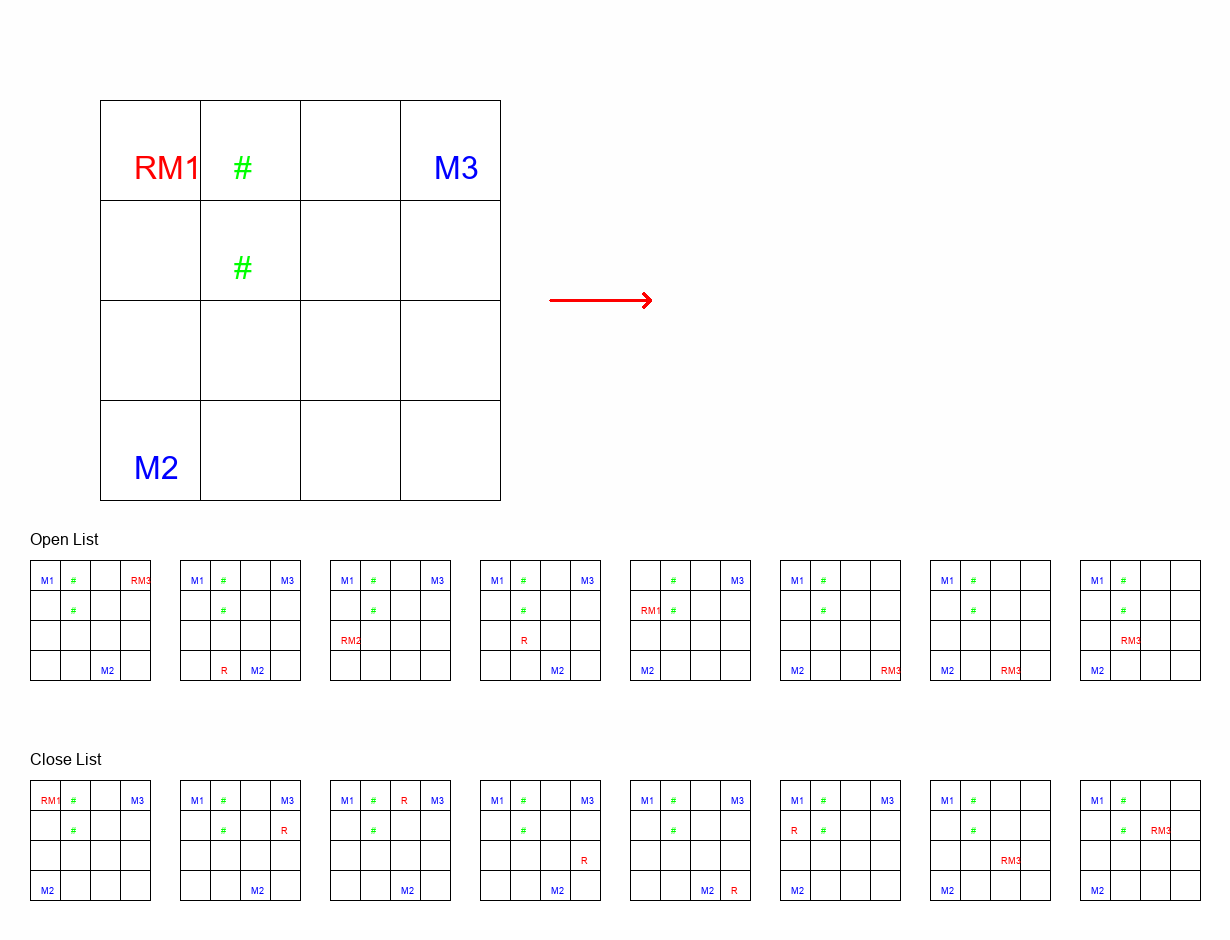 RM1 # M3
#
M2
Open List
M1 # RM3 M1 # M3 M1 # M3 M1 # M3 # M3 M1 # M1 # M1 #
# # # # RM1 # # # #
RM2 R RM3
M2 R M2 M2 M2 M2 RM3 M2 RM3 M2
Close List
RM1 # M3 M1 # M3 M1 # R M3 M1 # M1 # M3 M1 # M3 M1 # M1 #
# # R # # # R # # # RM3
R RM3
M2 M2 M2 M2 M2 R M2 M2 M2